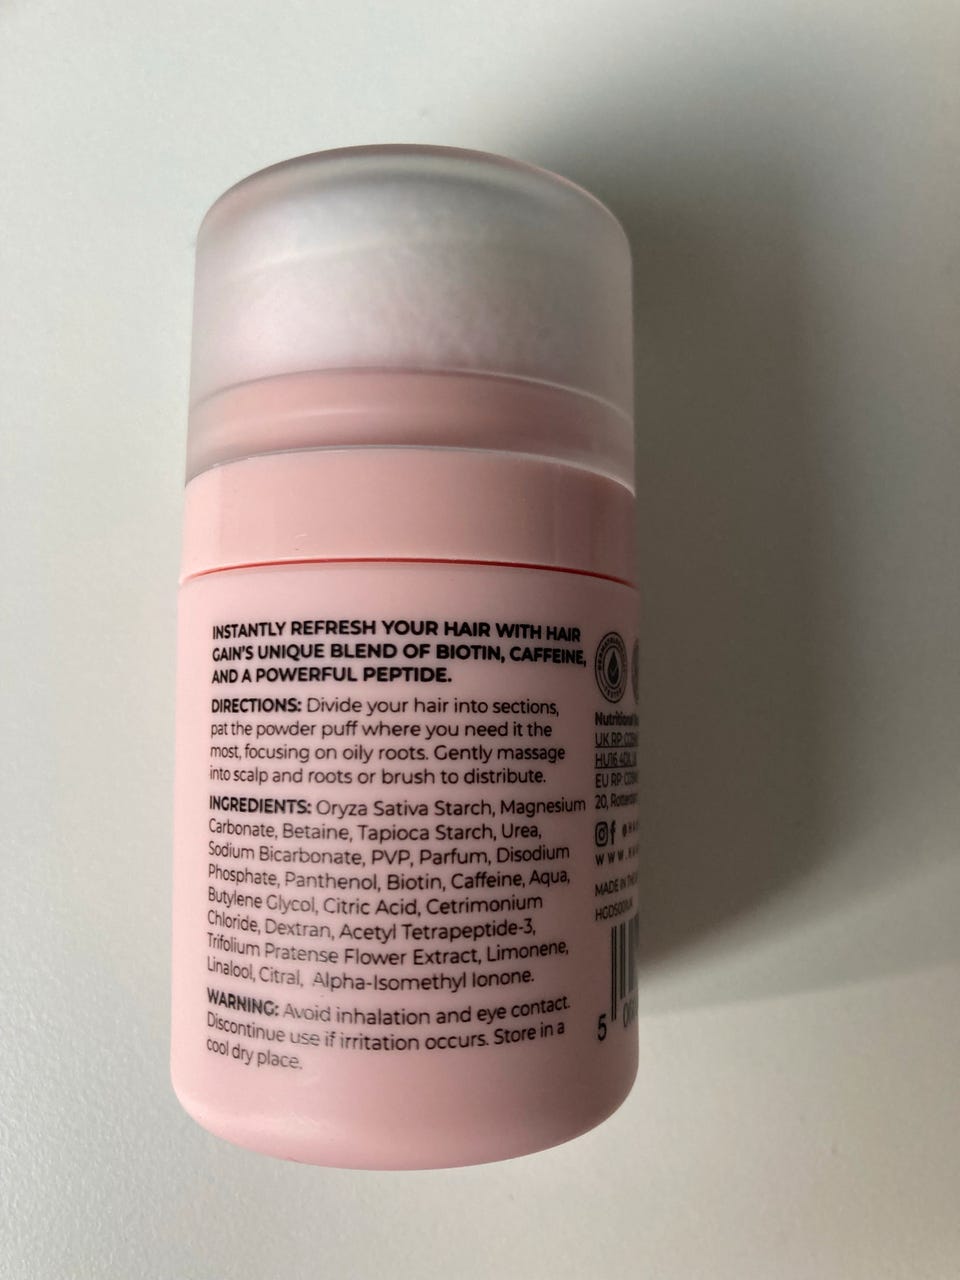 INSTANTLY REFRESH YOUR HAIR WITH HAIR
GAIN'S UNIQUE BLEND OF BIOTIN, CAFFEINE,
AND A POWERFUL PEPTIDE.
DIRECTIONS: Divide your hair into sections,
pat the powder puff where you need it the
most, focusing on oily roots. Gently massage
into scalp and roots or brush to distribute.
INGREDIENTS: Oryza Sativa Starch, Magnesium
Carbonate, Betaine, Tapioca Starch, Urea,
Sodium Bicarbonate, PVP, Parfum, Disodium
Phosphate, Panthenol, Biotin, Caffeine, Aqua,
Butylene Glycol, Citric Acid, Cetrimonium
Chloride, Dextran, Acetyl Tetrapeptide-3,
Trifolium Pratense Flower Extract, Limonene,
Linalool, Citral, Alpha-Isomethyl Ionone.
WARNING: Avoid inhalation and eye contact.
Discontinue use if irritation occurs. Store in a
cool dry place.
Nutritional
UK RP:
HU16
EU RP:
20,
MADE IN
5